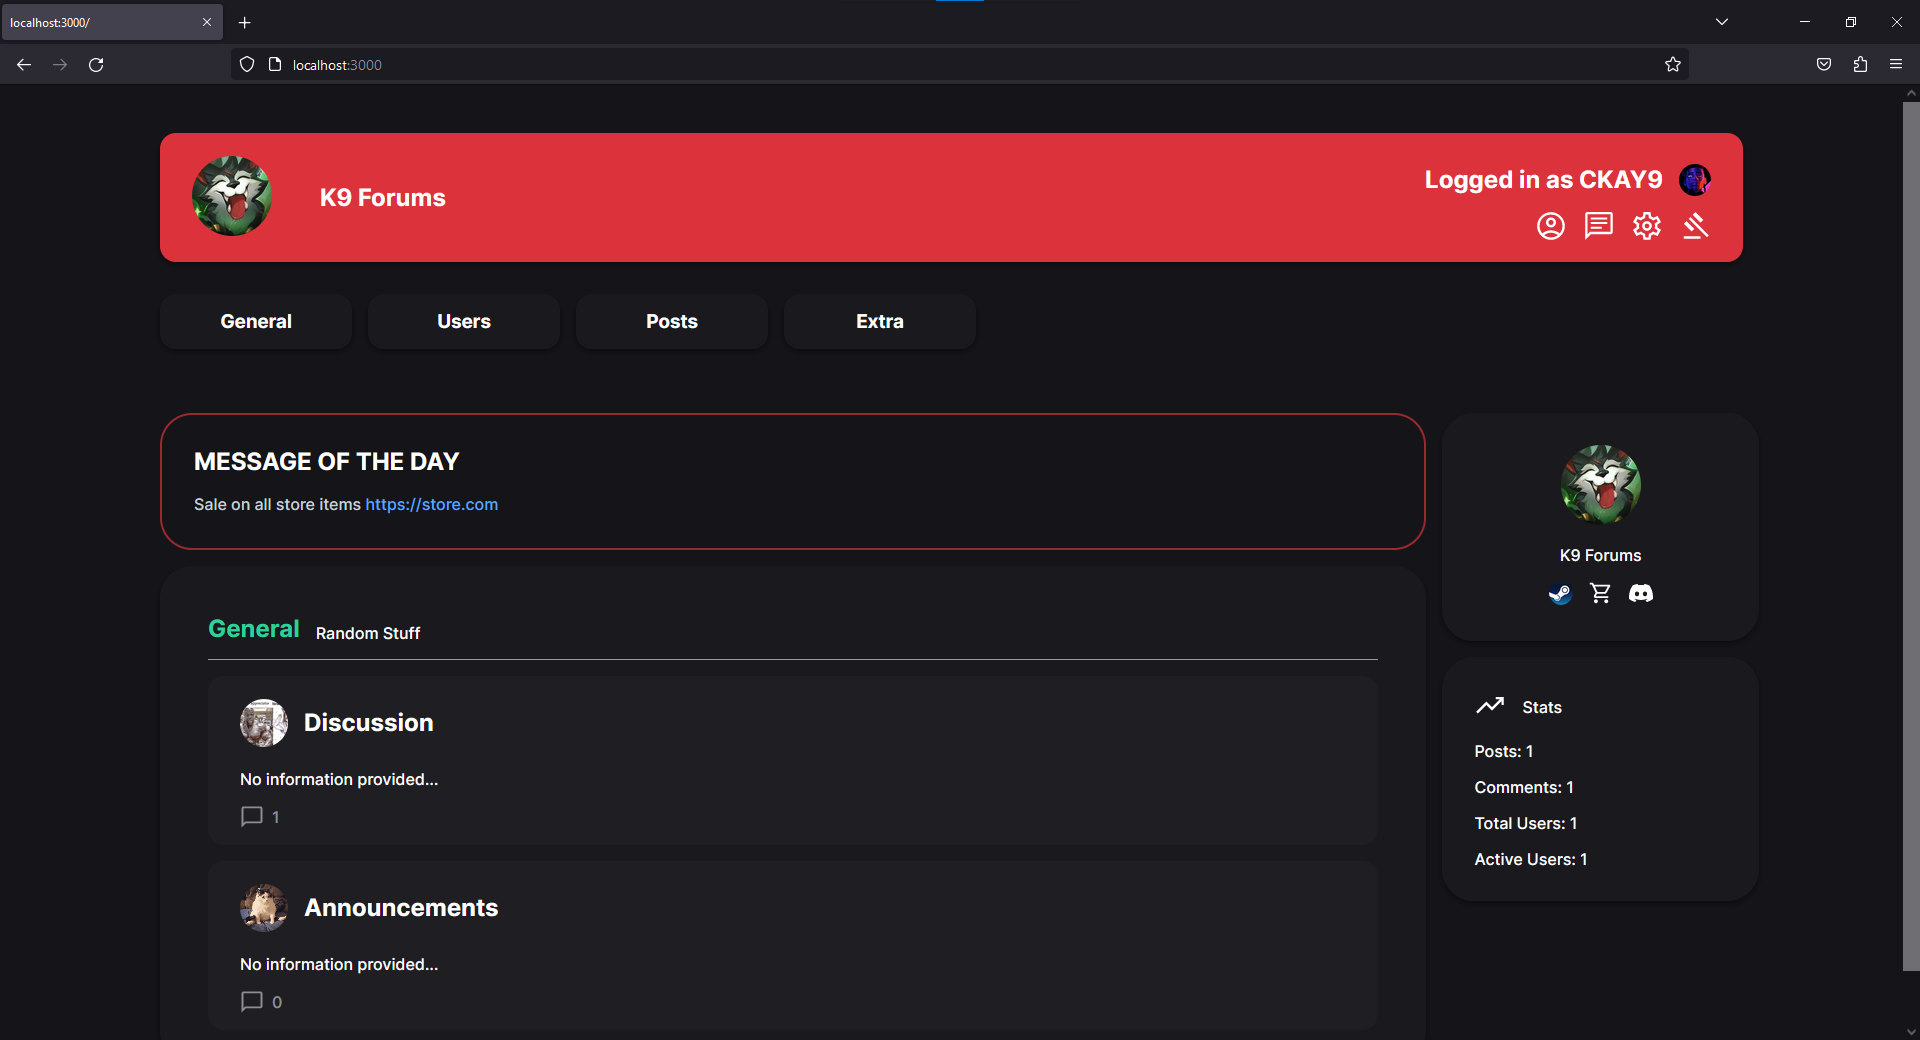 localhost:3000/
localhost:3000
K9 Forums
Logged in as CKAY9
General
Users
Posts
Extra
MESSAGE OF THE DAY
Sale on all store items https://store.com
K9 Forums
General Random Stuff
Discussion
No information provided...
1
Announcements
No information provided...
0
Stats
Posts: 1
Comments: 1
Total Users: 1
Active Users: 1